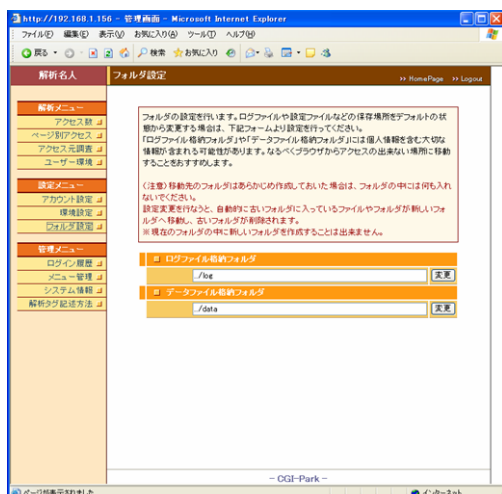 http://192.168.1.156 - 管理画面 - Microsoft Internet Explorer
ファイル(F) 編集(E) 表示(V) お気に入り(A) ツール(T) ヘルプ(H)
戻る 検索 お気に入り
解析名人 フォルダ設定 >> HomePage >> Logout
解析メニュー
アクセス数
ページ別アクセス
アクセス元調査
ユーザー環境
設定メニュー
アカウント設定
環境設定
フォルダ設定
管理メニュー
ログイン履歴
メニュー管理
システム情報
解析タグ記述方法
フォルダの設定を行います。ログファイルや設定ファイルなどの保存場所をデフォルトの状
態から変更する場合は、下記フォームより設定を行ってください。
「ログファイル格納フォルダ」や「データファイル格納フォルダ」には個人情報を含む大切な
情報が含まれる可能性があります。なるべくブラウザからアクセスの出来ない場所に移動
することをおすすめします。
(注意)移動先のフォルダはあらかじめ作成しておいた場合は、フォルダの中には何も入れ
ないでください。
設定変更を行なうと、自動的に古いフォルダに入っているファイルやフォルダが新しいフォ
ルダへ移動し、古いフォルダが削除されます。
※現在のフォルダの中に新しいフォルダを作成することは出来ません。
ログファイル格納フォルダ
../log 変更
データファイル格納フォルダ
../data 変更
- CGI-Park -
ページが表示されました インターネット